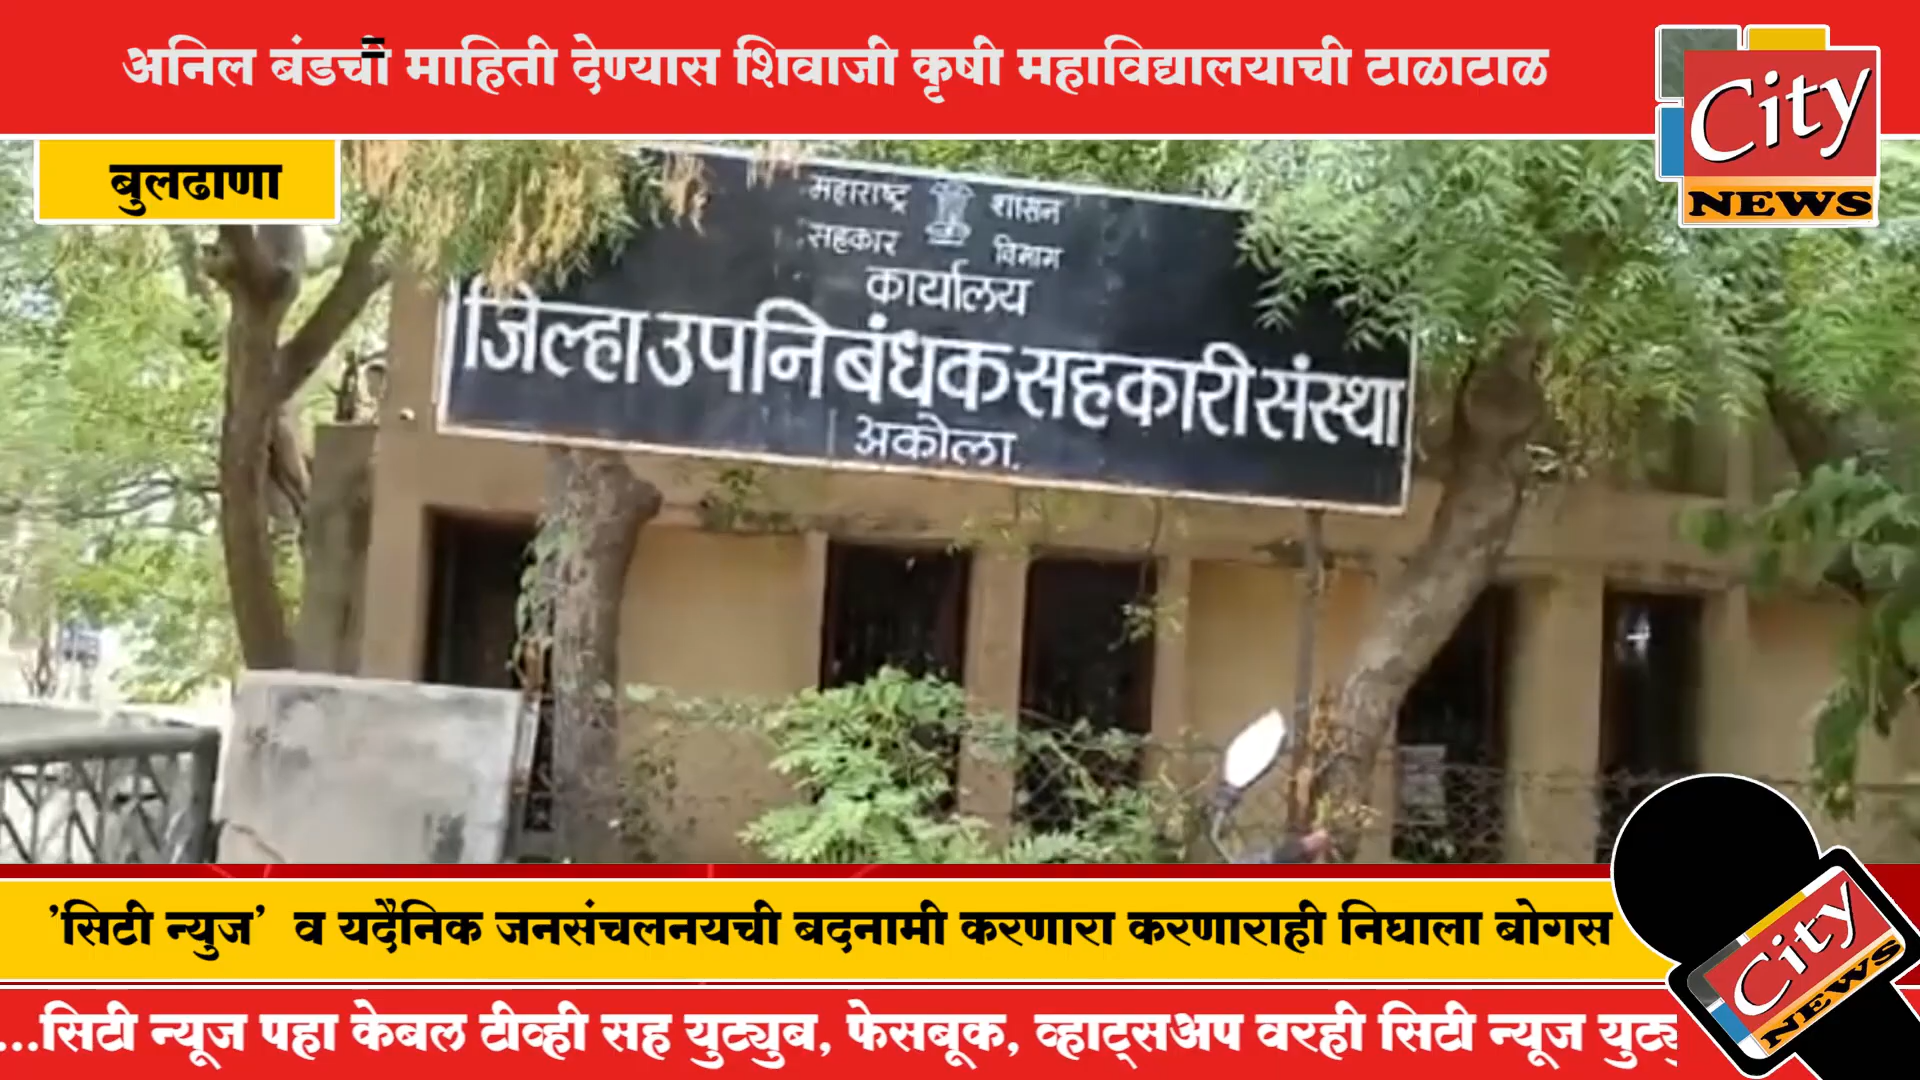 अनिल बंडची माहिती देण्यास शिवाजी कृषी महाविद्यालयाची टाळाटाळ
City
NEWS
बुलढाणा
महाराष्ट्र शासन
सहकार विभाग
कार्यालय
जिल्हा उपनिबंधक सहकारी संस्था
अकोला.
'सिटी न्युज' व यदैनिक जनसंचलनयची बदनामी करणारा करणाराही निघाला बोगस
City
NEWS
...सिटी न्यूज पहा केबल टीव्ही सह युट्युब, फेसबूक, व्हाट्सअप वरही सिटी न्यूज